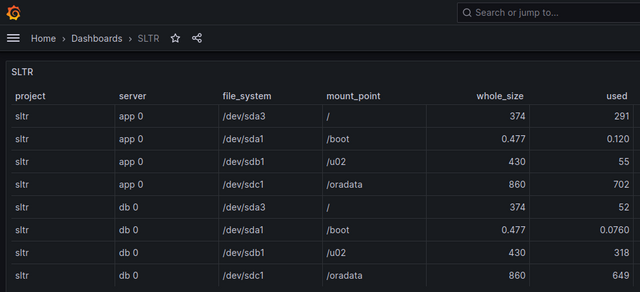 Search or jump to...
Home > Dashboards > SLTR
SLTR
project server file_system mount_point whole_size used
sltr app 0 /dev/sda3 / 374 291
sltr app 0 /dev/sda1 /boot 0.477 0.120
sltr app 0 /dev/sdb1 /u02 430 55
sltr app 0 /dev/sdc1 /oradata 860 702
sltr db 0 /dev/sda3 / 374 52
sltr db 0 /dev/sda1 /boot 0.477 0.0760
sltr db 0 /dev/sdb1 /u02 430 318
sltr db 0 /dev/sdc1 /oradata 860 649